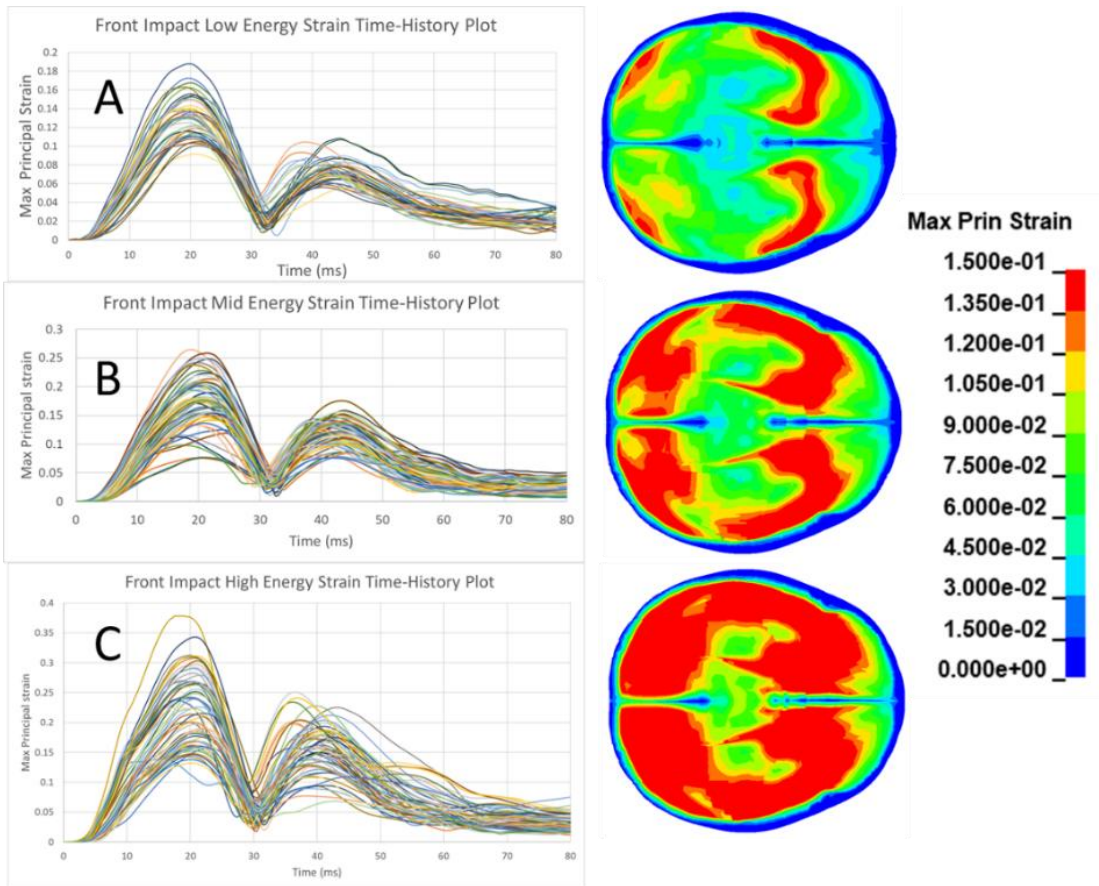 Front Impact Low Energy Strain Time-History Plot
A
Max Principal Strain
0.2
0.18
0.16
0.14
0.12
0.1
0.08
0.06
0.04
0.02
0
0 10 20 30 40 50 60 70 80
Time (ms)
Front Impact Mid Energy Strain Time-History Plot
B
Max Principal strain
0.3
0.25
0.2
0.15
0.1
0.05
0
0 10 20 30 40 50 60 70 80
Time (ms)
Front Impact High Energy Strain Time-History Plot
C
Max Principal strain
0.4
0.35
0.3
0.25
0.2
0.15
0.1
0.05
0
0 10 20 30 40 50 60 70 80
Time (ms)
Max Prin Strain
1.500e-01
1.350e-01
1.200e-01
1.050e-01
9.000e-02
7.500e-02
6.000e-02
4.500e-02
3.000e-02
1.500e-02
0.000e+00